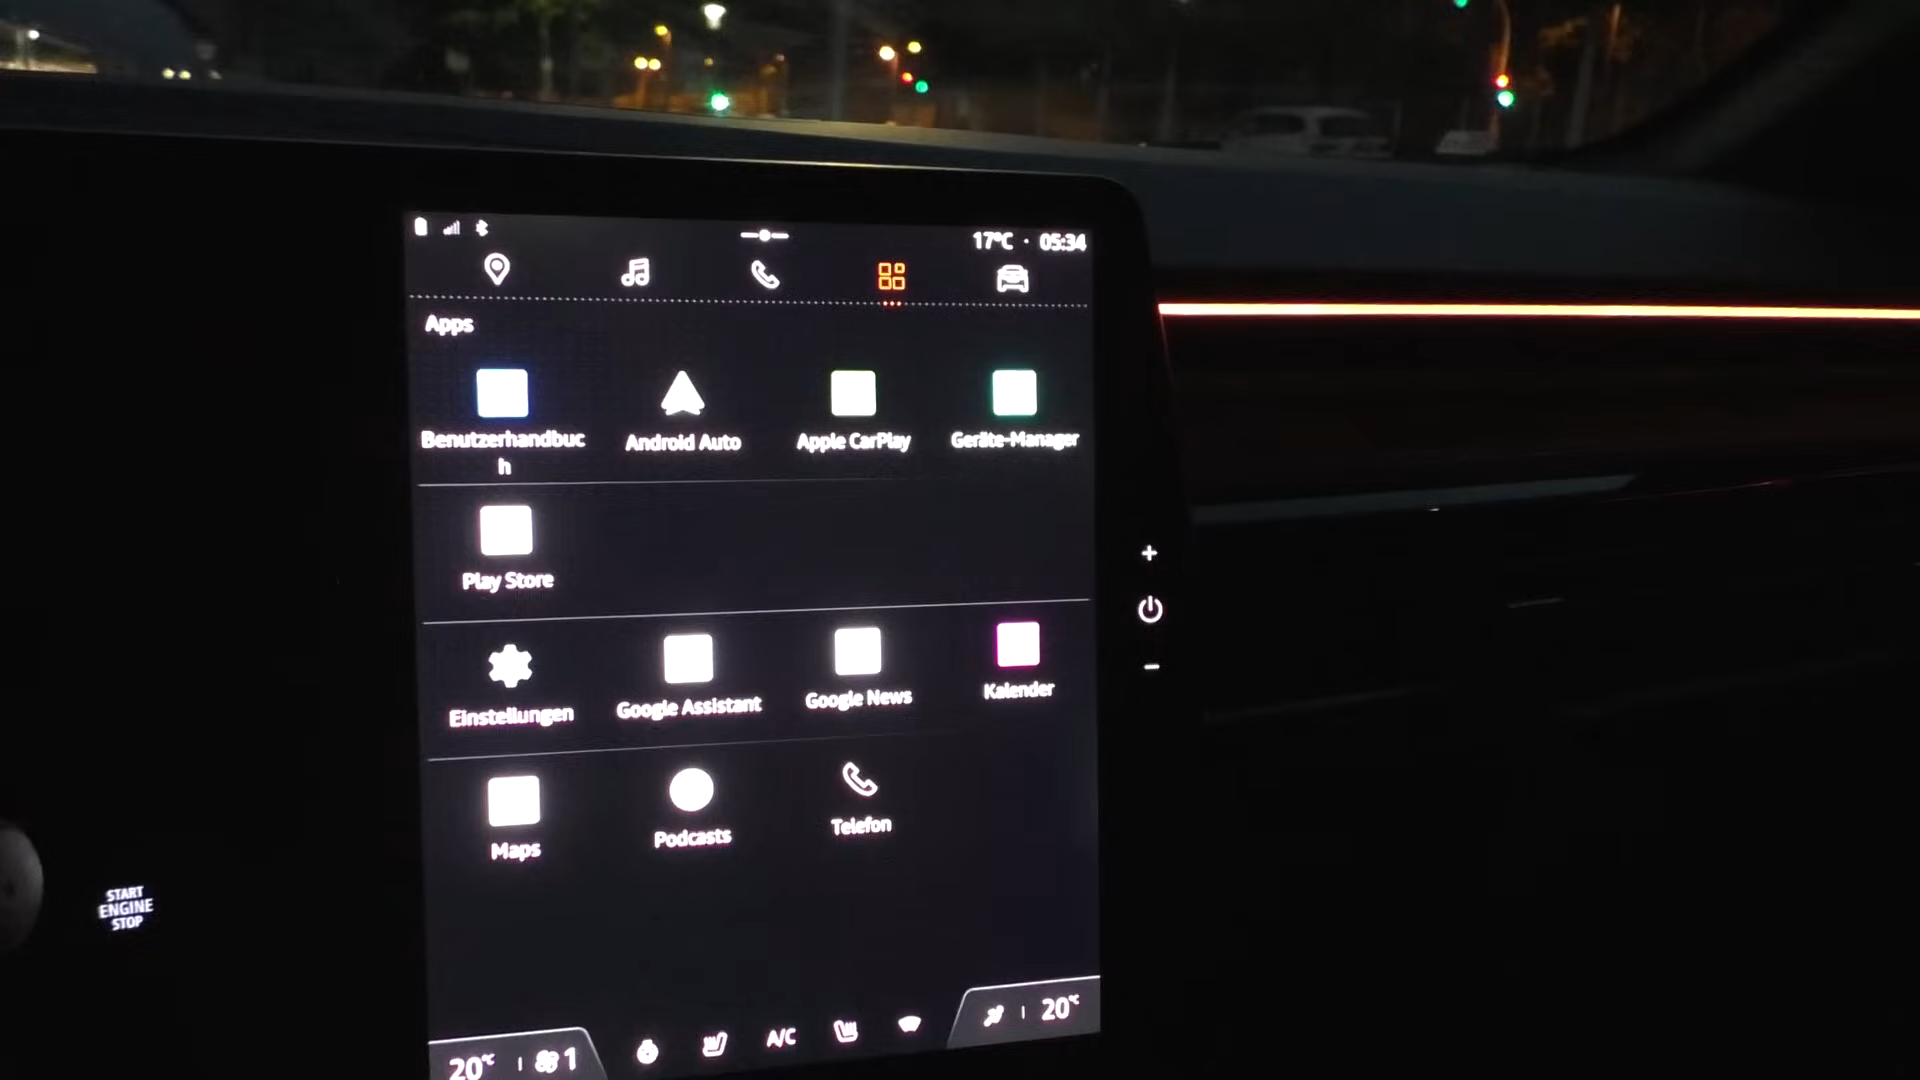 17°C · 05:34
Apps
Benutzerhandbuc
h
Android Auto
Apple CarPlay
Geräte-Manager
Play Store
Einstellungen
Google Assistant
Google News
Kalender
Maps
Podcasts
Telefon
START
ENGINE
STOP
20°C
1
A/C
20°C